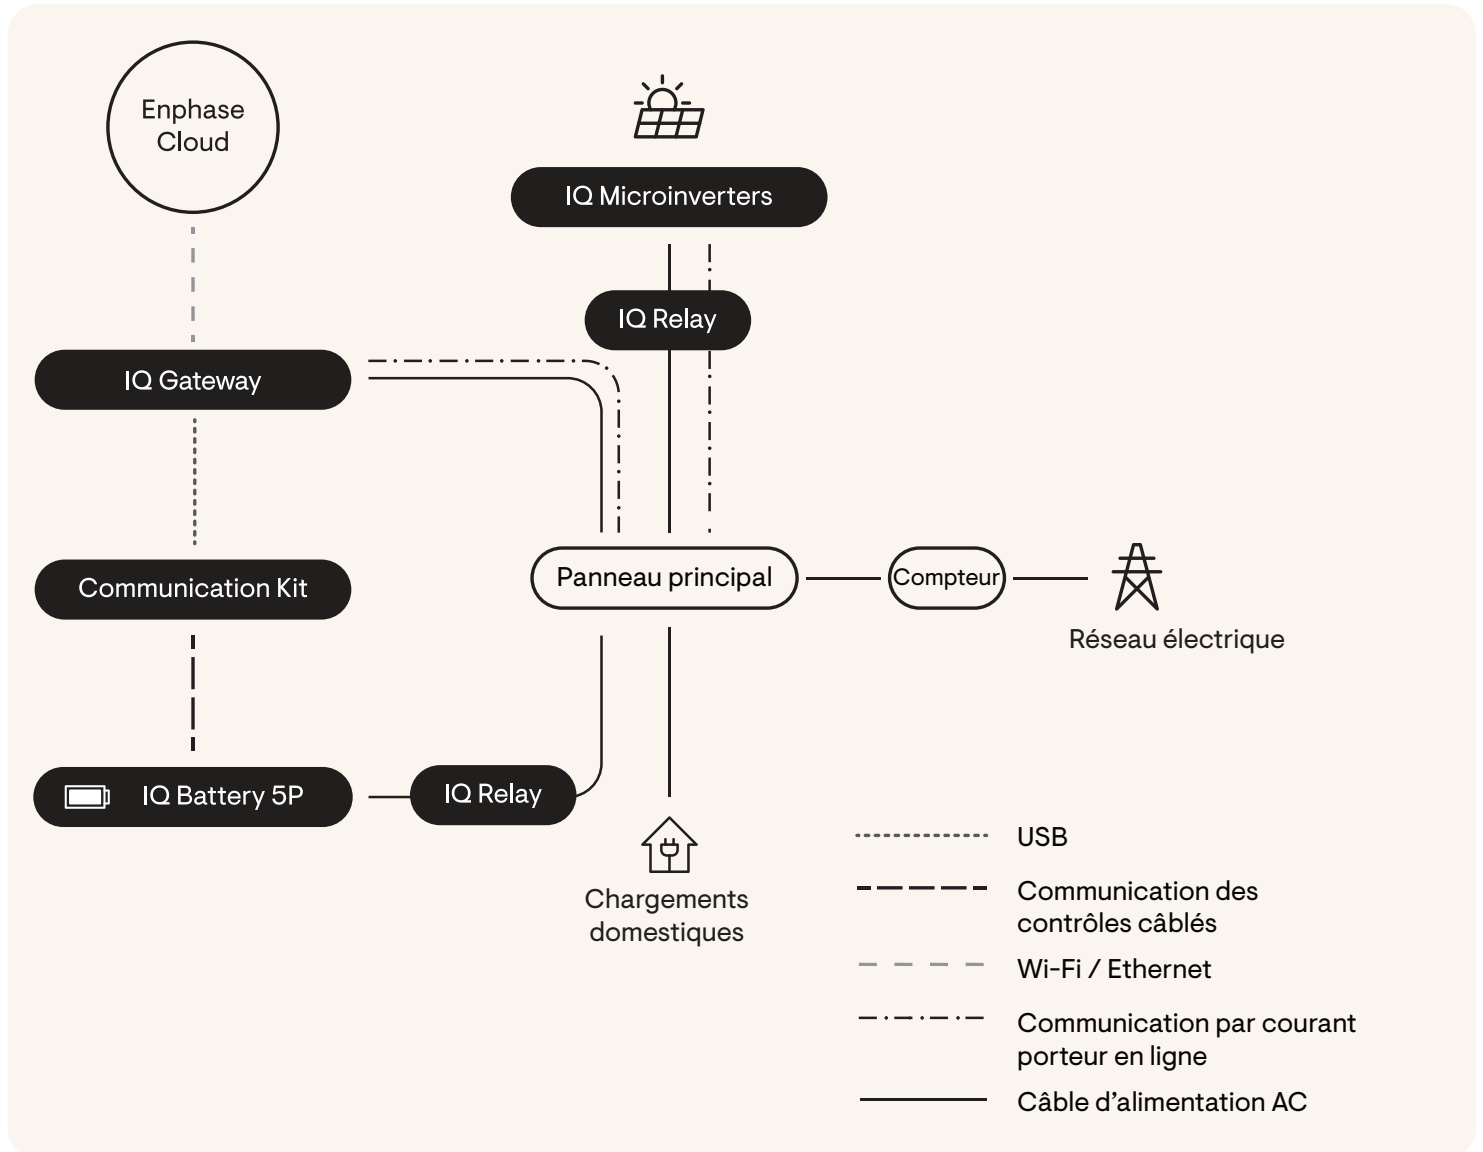 Enphase
Cloud
IQ Microinverters
IQ Relay
IQ Gateway
Communication Kit
Panneau principal
Compteur
Réseau électrique
IQ Battery 5P
IQ Relay
Chargements
domestiques
USB
Communication des
contrôles câblés
Wi-Fi / Ethernet
Communication par courant
porteur en ligne
Câble d’alimentation AC